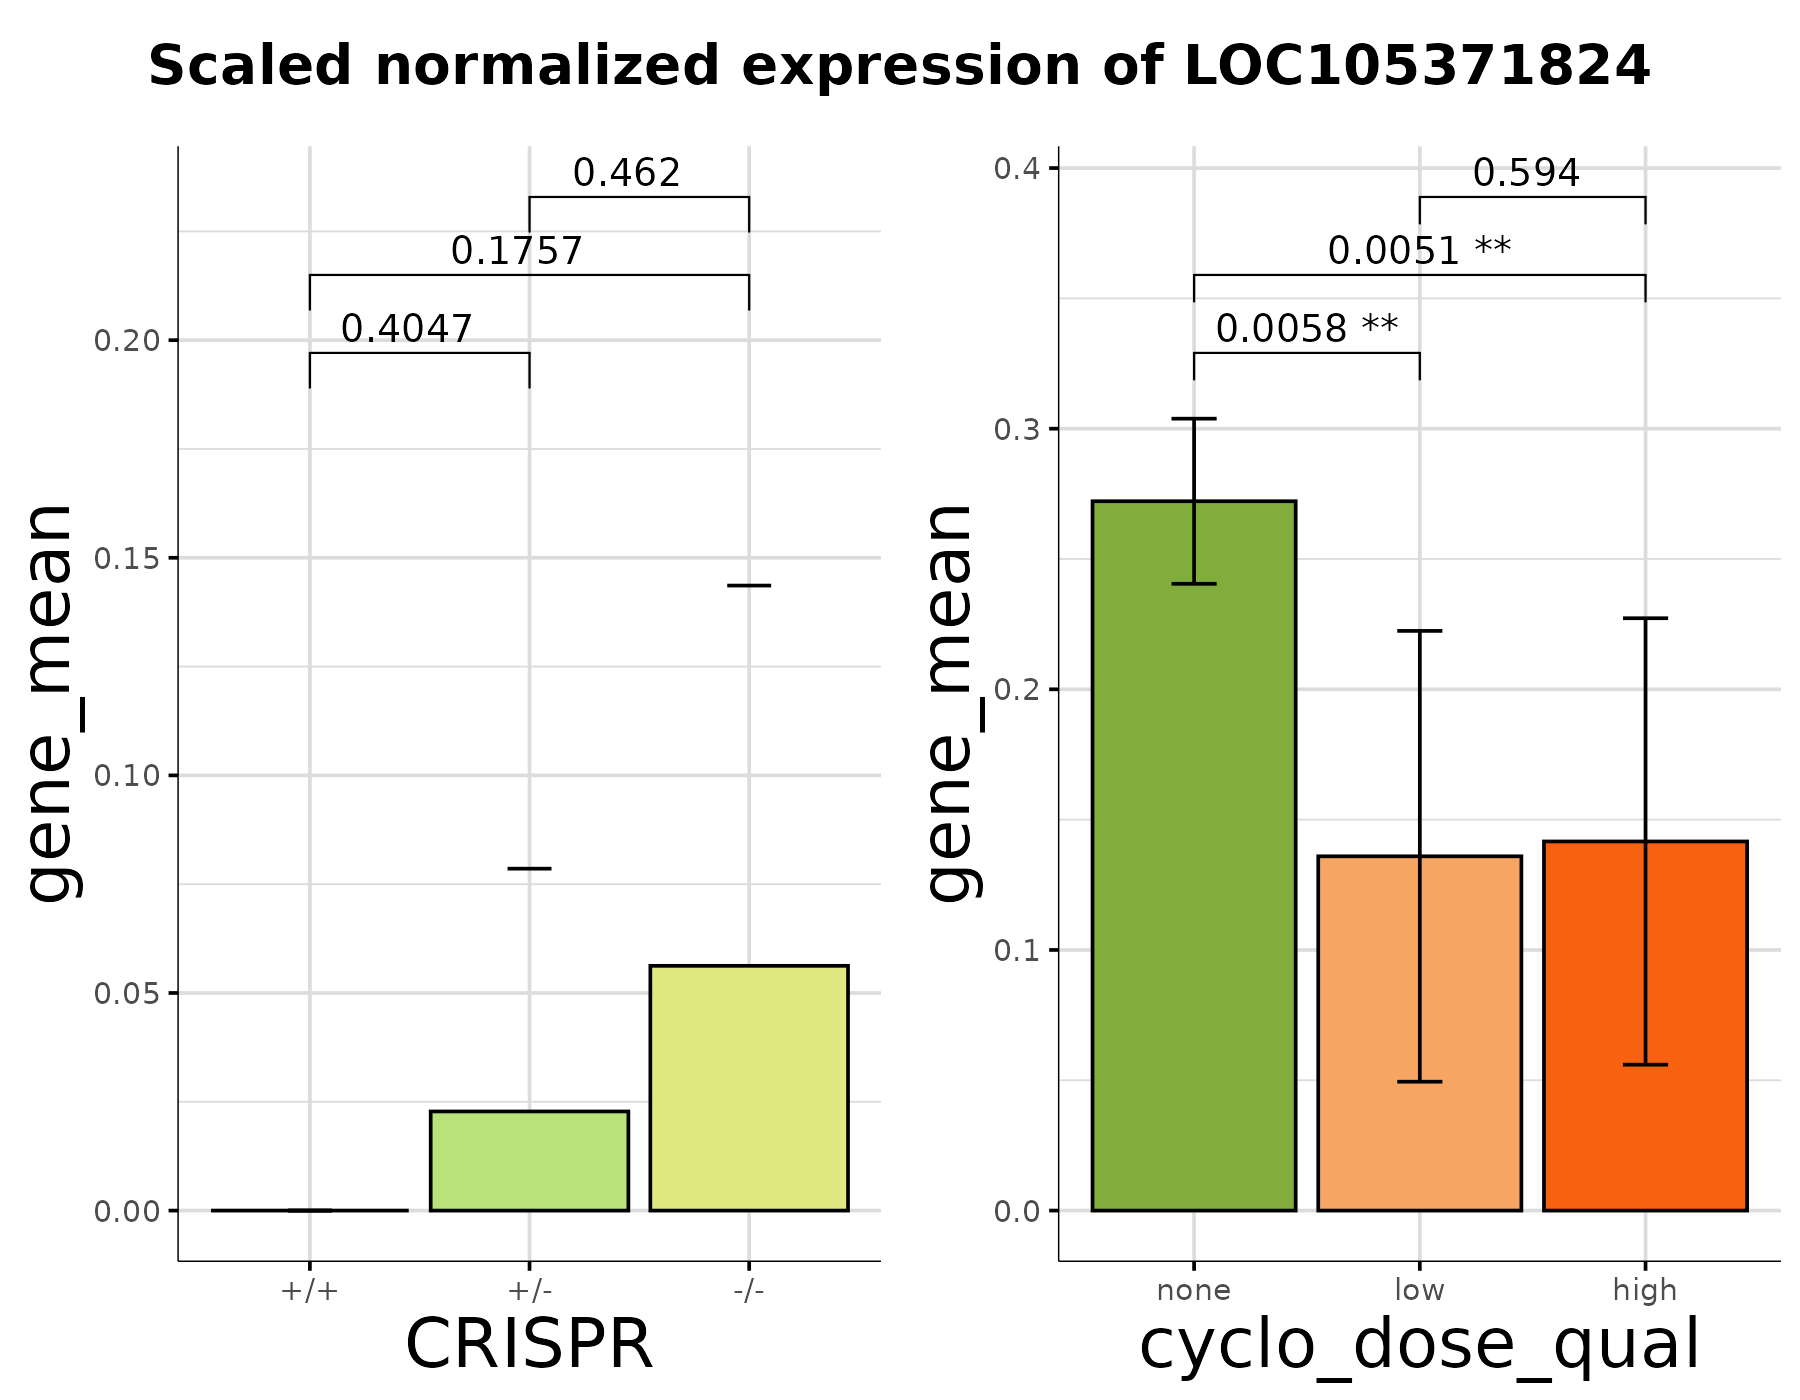 Scaled normalized expression of LOC105371824
gene_mean
0.462
0.1757
0.4047
0.20
0.15
0.10
0.05
0.00
+/+ +/- -/-
CRISPR
gene_mean
0.4
0.594
0.0051 **
0.0058 **
0.3
0.2
0.1
0.0
none low high
cyclo_dose_qual